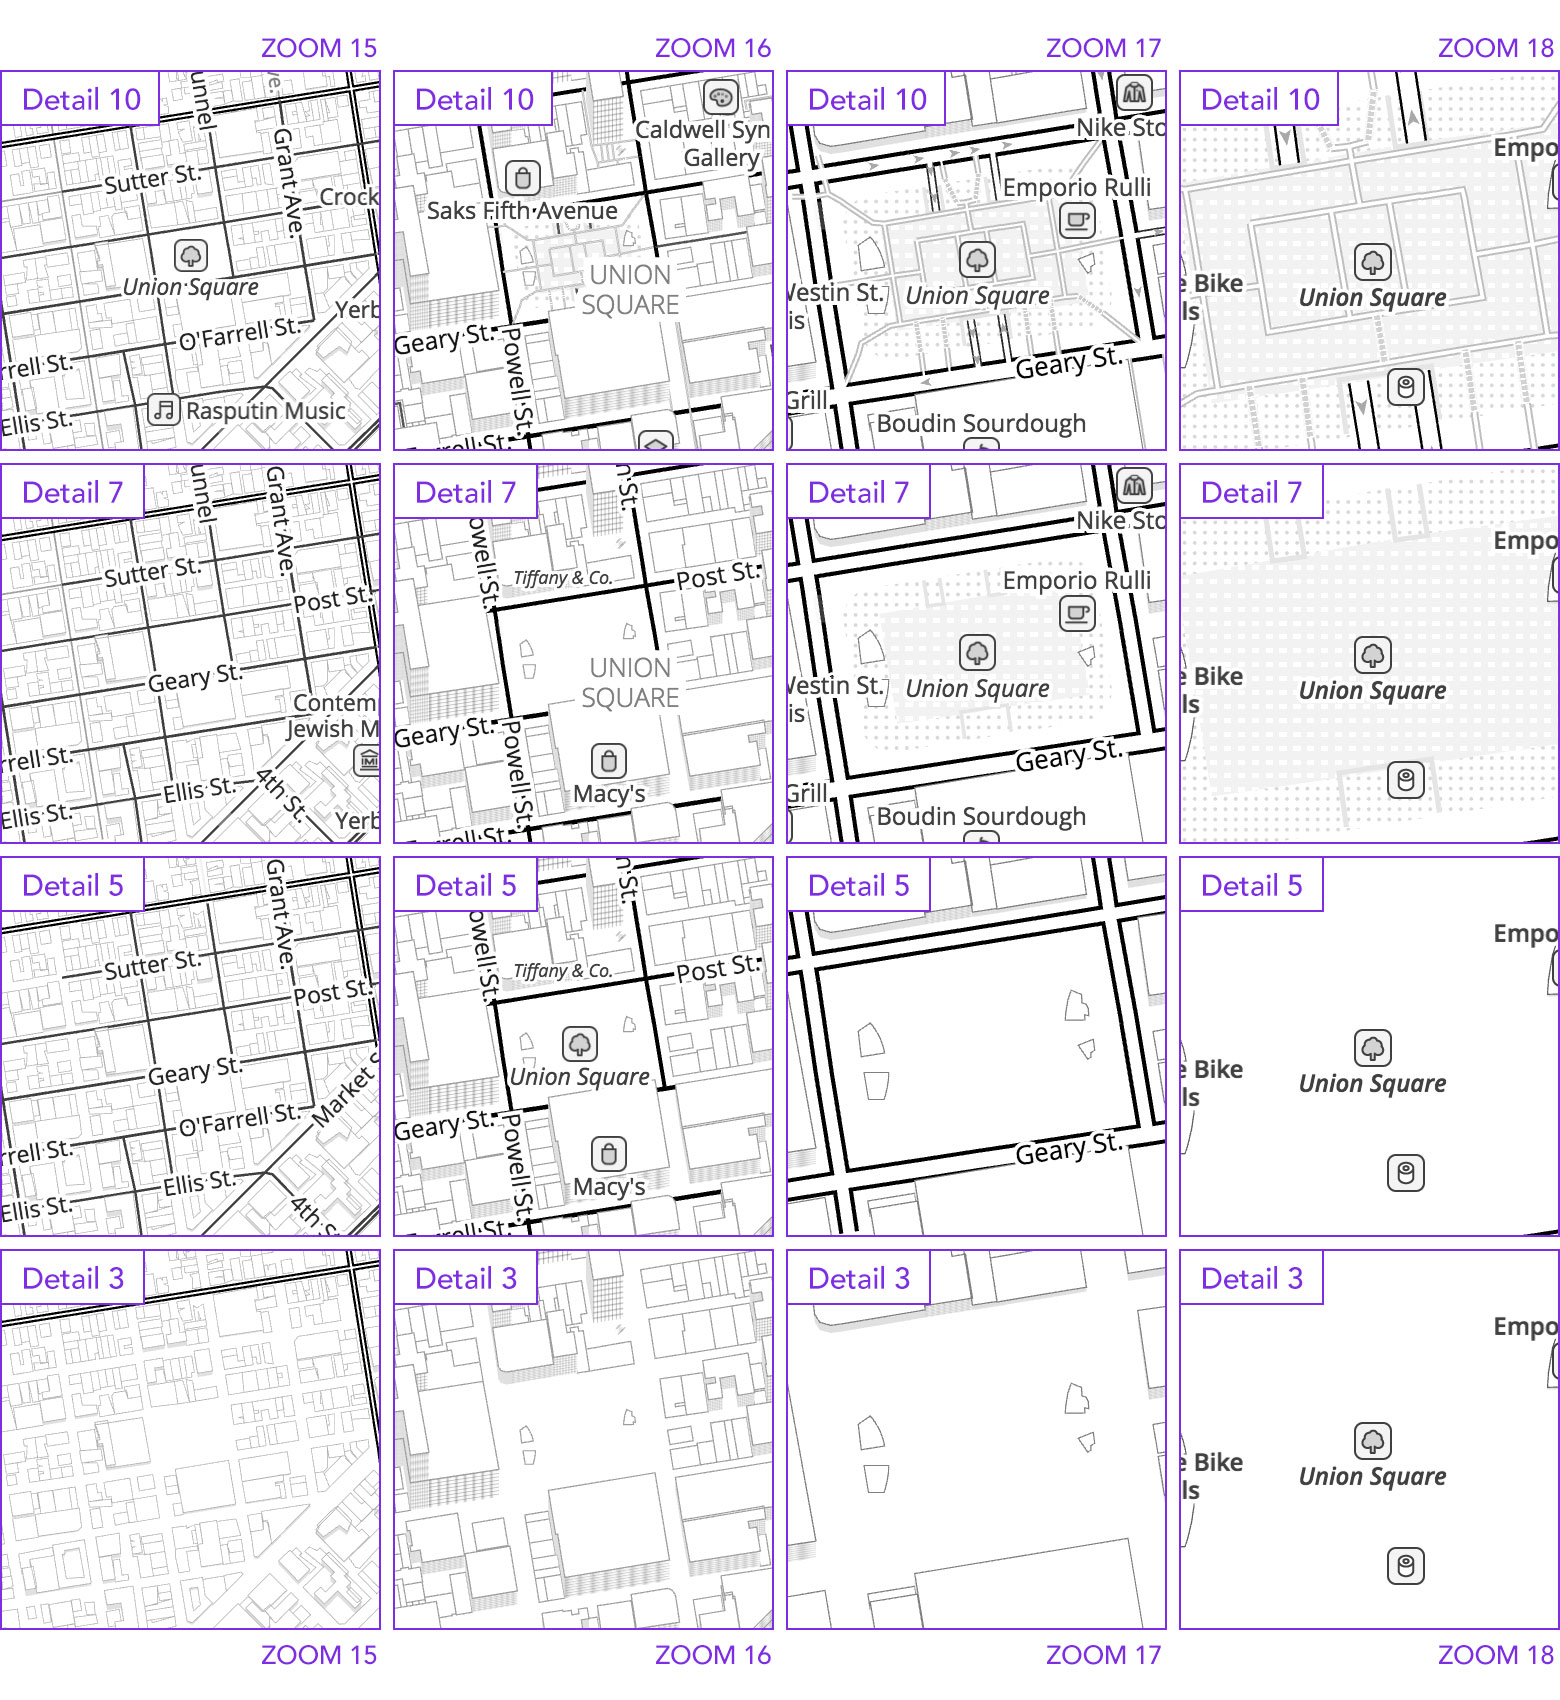 ZOOM 15
ZOOM 16
ZOOM 17
ZOOM 18
Detail 10
unnel
ve.
Grant Ave.
Sutter St.
Crock
Union Square
Yerb
O'Farrell St.
rrell St.
Rasputin Music
Ellis St.
Detail 10
Caldwell Syn
Gallery
Saks Fifth Avenue
UNION
SQUARE
Geary St.
Powell St.
arrell St.
Detail 10
Nike Sto
Emporio Rulli
Westin St.
is
Union Square
Geary St.
Grill
Boudin Sourdough
Detail 10
Empo
e Bike
ls
Union Square
Detail 7
unnel
Grant Ave.
Sutter St.
Post St.
Geary St.
Contem
Jewish M
rrell St.
Ellis St.
4th St.
Ellis St.
Yerb
Detail 7
n St.
owell St.
Tiffany & Co.
Post St.
UNION
SQUARE
Geary St.
Powell St.
Macy's
arrell St.
Detail 7
Nike Sto
Emporio Rulli
Westin St.
is
Union Square
Geary St.
Grill
Boudin Sourdough
Detail 7
Empo
e Bike
ls
Union Square
Detail 5
Grant Ave.
Sutter St.
Post St.
Geary St.
Market S
O'Farrell St.
rrell St.
Ellis St.
Ellis St.
4th S
Detail 5
n St.
owell St.
Tiffany & Co.
Post St.
Union Square
Geary St.
Powell St.
Macy's
arrell St.
Detail 5
Geary St.
Detail 5
Empo
e Bike
ls
Union Square
Detail 3
Detail 3
Detail 3
Detail 3
Empo
e Bike
ls
Union Square
ZOOM 15
ZOOM 16
ZOOM 17
ZOOM 18